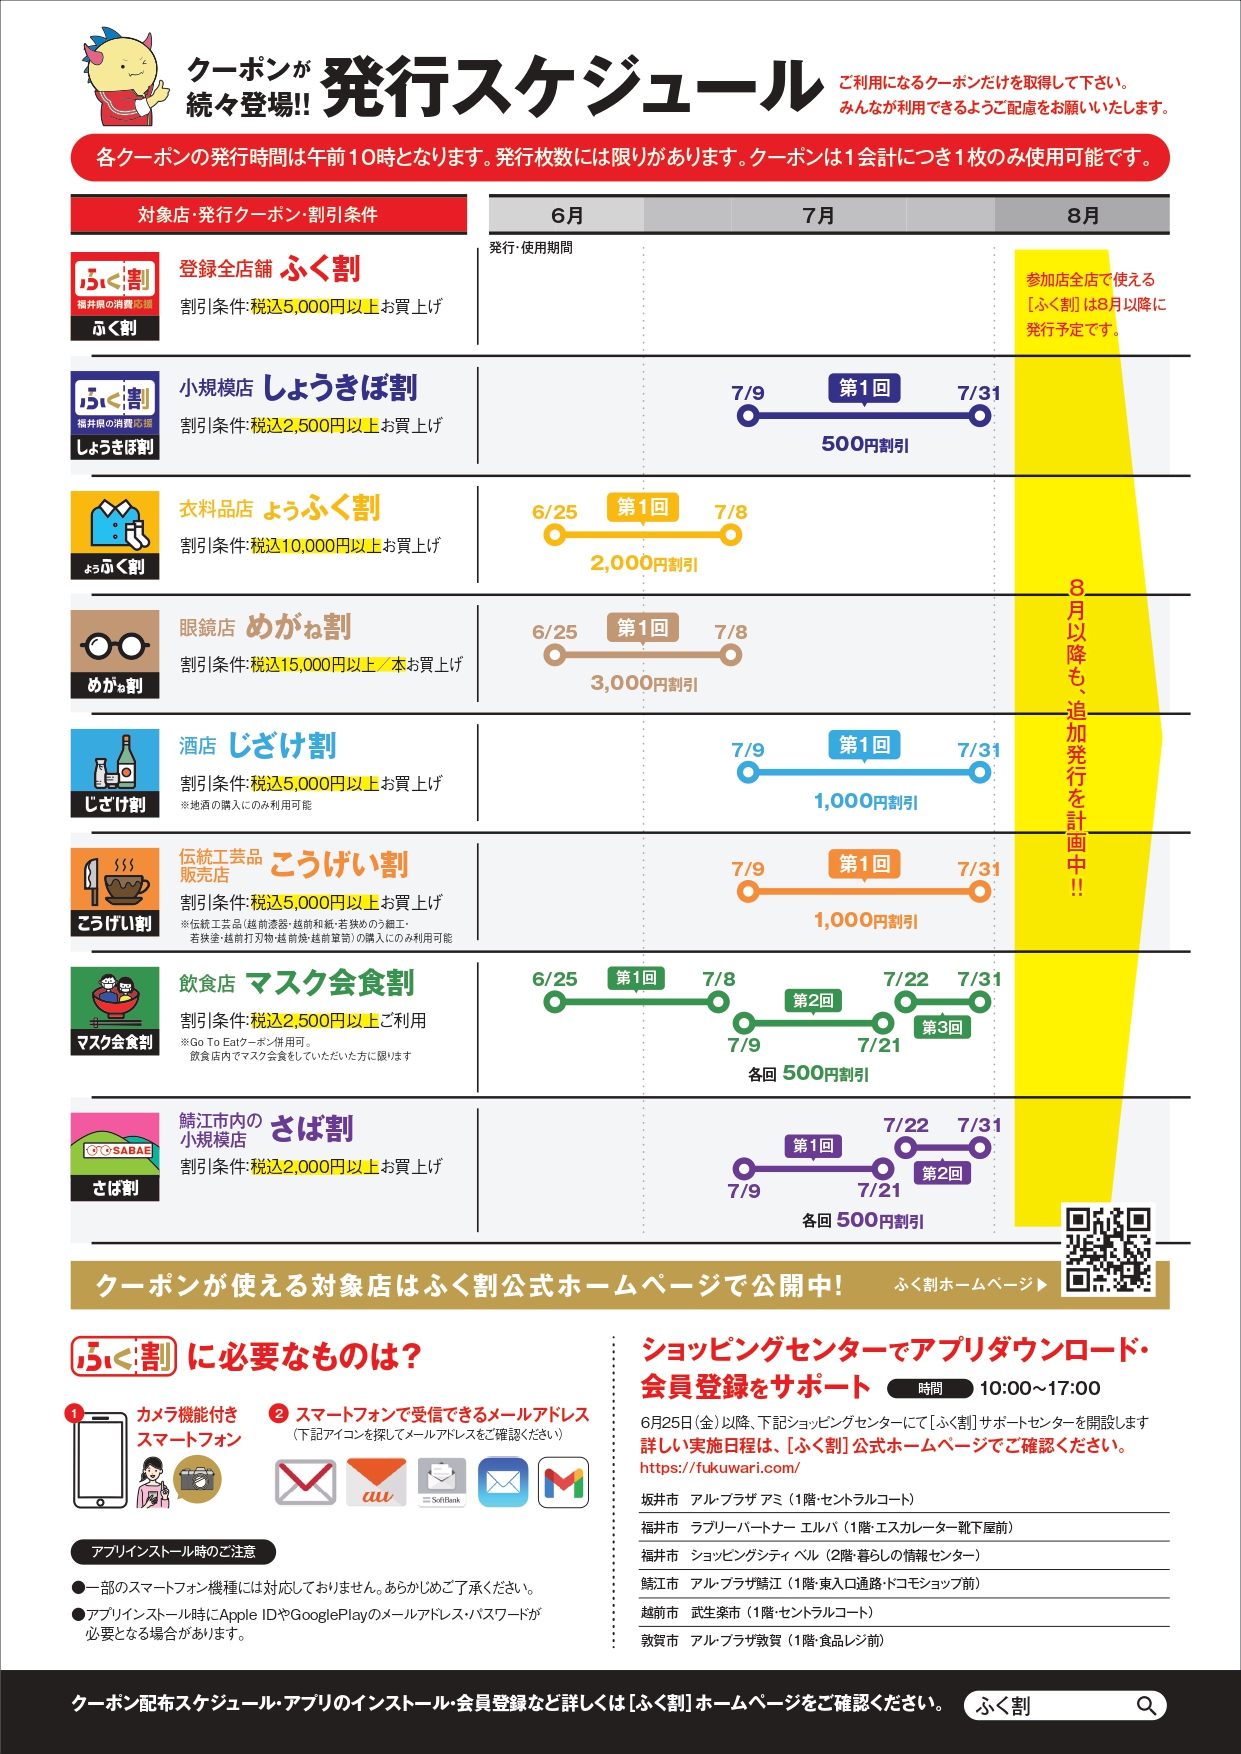 クーポンが
続々登場!!
発行スケジュール
ご利用になるクーポンだけを取得して下さい。
みんなが利用できるようご配慮をお願いいたします。
各クーポンの発行時間は午前10時となります。発行枚数には限りがあります。クーポンは1会計につき1枚のみ使用可能です。
対象店・発行クーポン・割引条件
6月
7月
8月
発行・使用期間
ふく割
福井県の消費応援
ふく割
登録全店舗 ふく割
割引条件:税込5,000円以上お買上げ
参加店全店で使える
[ふく割]は8月以降に
発行予定です。
ふく割
福井県の消費応援
しょうきぼ割
小規模店 しょうきぼ割
割引条件:税込2,500円以上お買上げ
7/9
第1回
7/31
500円割引
ようふく割
衣料品店 ようふく割
割引条件:税込10,000円以上お買上げ
6/25
第1回
7/8
2,000円割引
めがね割
眼鏡店 めがね割
割引条件:税込15,000円以上/本お買上げ
6/25
第1回
7/8
3,000円割引
8月以降も、追加発行を計画中!!
じざけ割
酒店 じざけ割
割引条件:税込5,000円以上お買上げ
※地酒の購入にのみ利用可能
7/9
第1回
7/31
1,000円割引
こうげい割
伝統工芸品
販売店
こうげい割
割引条件:税込5,000円以上お買上げ
※伝統工芸品(越前漆器・越前和紙・若狭めのう細工・
若狭塗・越前打刃物・越前焼・越前箪笥)の購入にのみ利用可能
7/9
第1回
7/31
1,000円割引
マスク会食割
飲食店 マスク会食割
割引条件:税込2,500円以上ご利用
※Go To Eatクーポン併用可。
飲食店内でマスク会食をしていただいた方に限ります
6/25
第1回
7/8
7/22
7/31
第2回
第3回
7/9
7/21
各回 500円割引
SABAE
さば割
鯖江市内の
小規模店
さば割
割引条件:税込2,000円以上お買上げ
7/22
7/31
第1回
第2回
7/9
7/21
各回 500円割引
クーポンが使える対象店はふく割公式ホームページで公開中!
ふく割ホームページ▶
ふく割に必要なものは?
1
カメラ機能付き
スマートフォン
2 スマートフォンで受信できるメールアドレス
(下記アイコンを探してメールアドレスをご確認ください)
au
SoftBank
アプリインストール時のご注意
●一部のスマートフォン機種には対応しておりません。あらかじめご了承ください。
●アプリインストール時にApple IDやGooglePlayのメールアドレス・パスワードが
必要となる場合があります。
ショッピングセンターでアプリダウンロード・
会員登録をサポート 時間 10:00~17:00
6月25日(金)以降、下記ショッピングセンターにて[ふく割]サポートセンターを開設します
詳しい実施日程は、[ふく割]公式ホームページでご確認ください。
https://fukuwari.com/
坂井市 アル・プラザ アミ(1階・セントラルコート)
福井市 ラブリーパートナー エルパ(1階・エスカレーター靴下屋前)
福井市 ショッピングシティ ベル(2階・暮らしの情報センター)
鯖江市 アル・プラザ鯖江(1階・東入口通路・ドコモショップ前)
越前市 武生楽市(1階・セントラルコート)
敦賀市 アル・プラザ敦賀(1階・食品レジ前)
クーポン配布スケジュール・アプリのインストール・会員登録など詳しくは[ふく割]ホームページをご確認ください。
ふく割